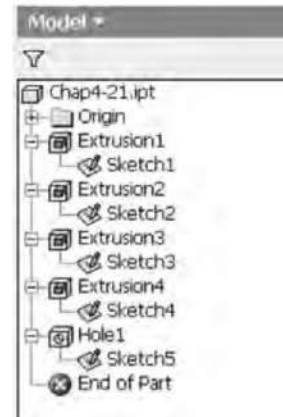 Model
Chap4-21.ipt
Origin
Extrusion1
Sketch1
Extrusion2
Sketch2
Extrusion3
Sketch3
Extrusion4
Sketch4
Hole1
Sketch5
End of Part